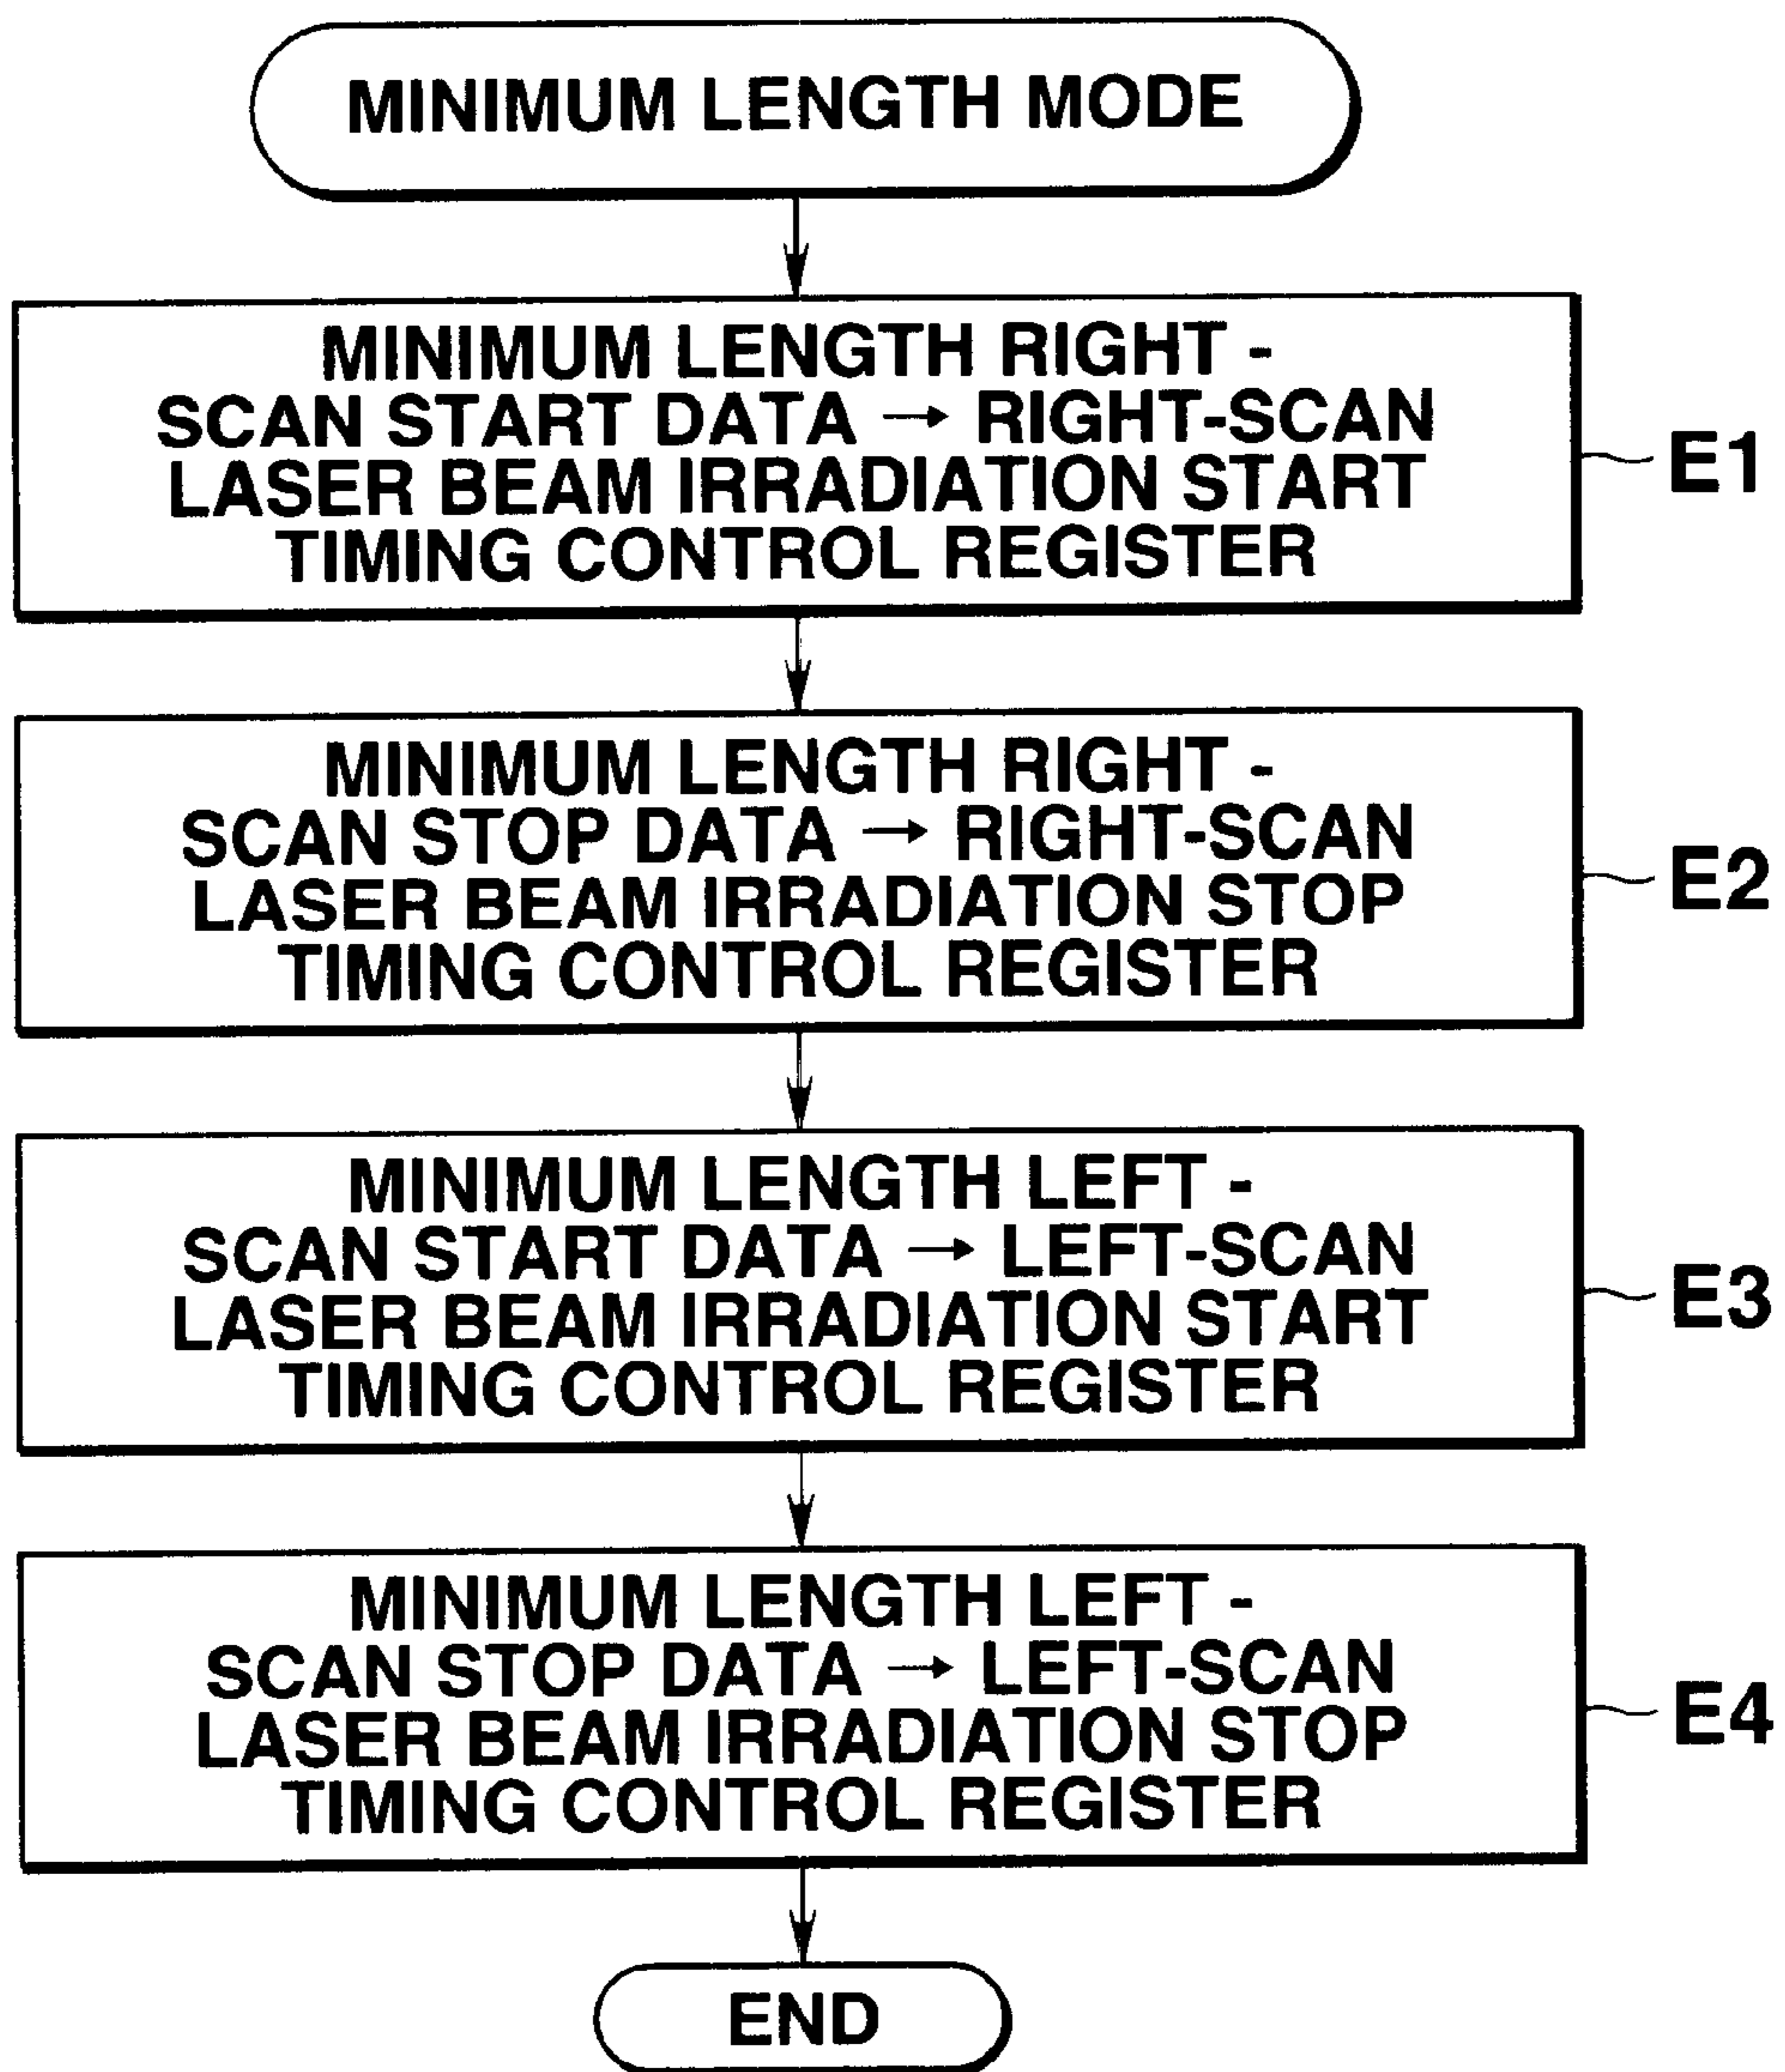 MINIMUM LENGTH MODE
MINIMUM LENGTH RIGHT -
SCAN START DATA → RIGHT-SCAN
LASER BEAM IRRADIATION START
TIMING CONTROL REGISTER
E1
MINIMUM LENGTH RIGHT -
SCAN STOP DATA → RIGHT-SCAN
LASER BEAM IRRADIATION STOP
TIMING CONTROL REGISTER
E2
MINIMUM LENGTH LEFT -
SCAN START DATA → LEFT-SCAN
LASER BEAM IRRADIATION START
TIMING CONTROL REGISTER
E3
MINIMUM LENGTH LEFT -
SCAN STOP DATA → LEFT-SCAN
LASER BEAM IRRADIATION STOP
TIMING CONTROL REGISTER
E4
END